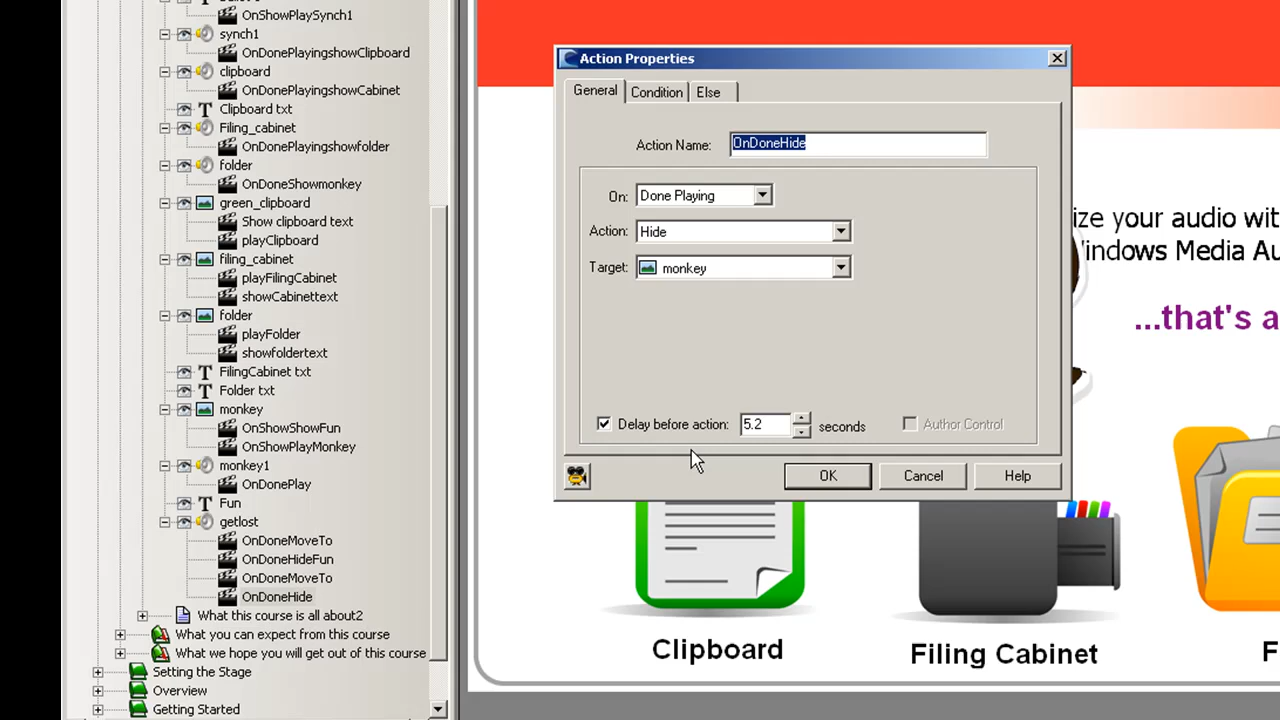 OnShowPlaySynch1
synch1
OnDonePlayingshowClipboard
clipboard
OnDonePlayingshowCabinet
Clipboard txt
Filing_cabinet
OnDonePlayingshowfolder
folder
OnDoneShowmonkey
green_clipboard
Show clipboard text
playClipboard
filing_cabinet
playFilingCabinet
showCabinettext
folder
playFolder
showfoldertext
FilingCabinet txt
Folder txt
monkey
OnShowShowFun
OnShowPlayMonkey
monkey1
OnDonePlay
Fun
getlost
OnDoneMoveTo
OnDoneHideFun
OnDoneMoveTo
OnDoneHide
What this course is all about2
What you can expect from this course
What we hope you will get out of this course
Setting the Stage
Overview
Getting Started
Action Properties
General Condition Else
Action Name: OnDoneHide
On: Done Playing
Action: Hide
Target: monkey
Delay before action: 5.2 seconds Author Control
OK Cancel Help
ize your audio wit
indows Media Au
...that's a
Clipboard
Filing Cabinet
F